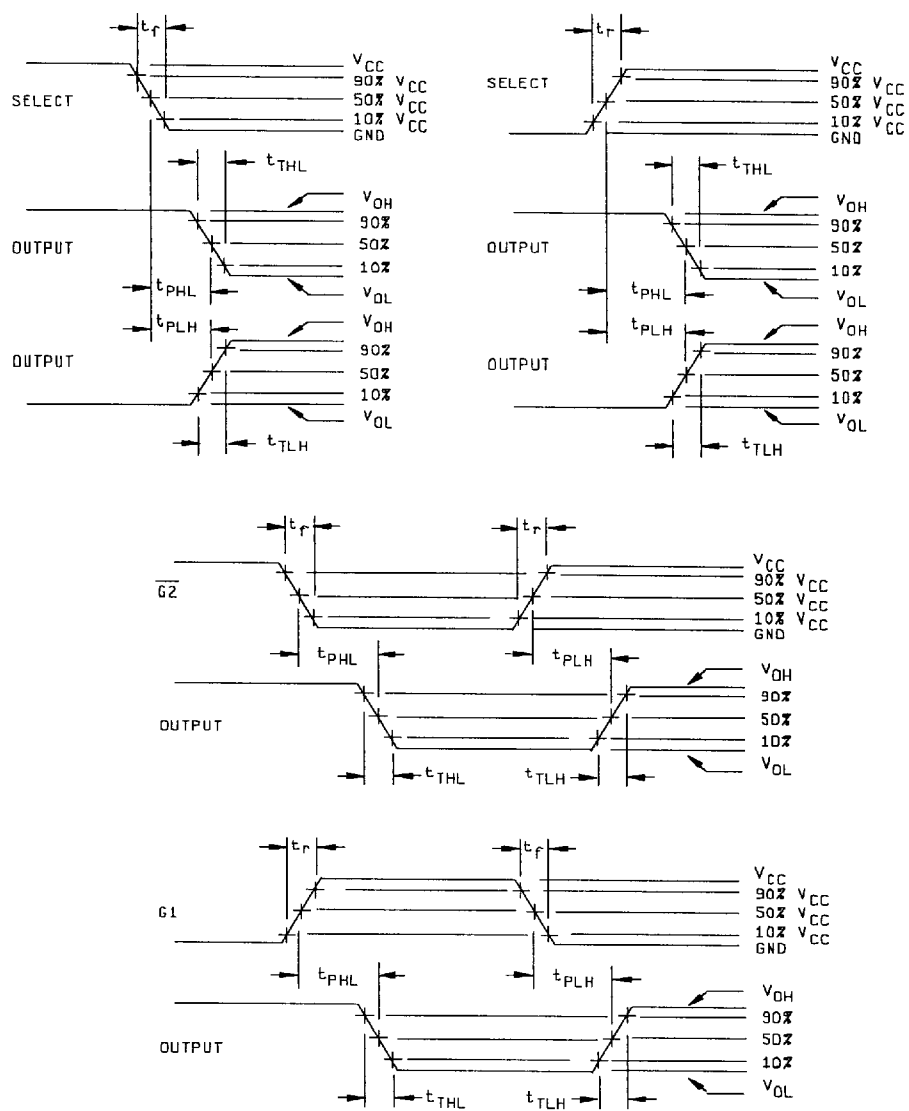 t_f
V_CC
90% V_CC
50% V_CC
10% V_CC
GND
SELECT
t_THL
V_OH
90%
50%
10%
V_OL
OUTPUT
t_PHL
t_PLH
V_OH
90%
50%
10%
V_OL
OUTPUT
t_TLH
t_r
V_CC
90% V_CC
50% V_CC
10% V_CC
GND
SELECT
t_THL
V_OH
90%
50%
10%
V_OL
OUTPUT
t_PHL
t_PLH
V_OH
90%
50%
10%
V_OL
OUTPUT
t_TLH
t_f
t_r
G2
V_CC
90% V_CC
50% V_CC
10% V_CC
GND
t_PHL
t_PLH
V_OH
90%
50%
10%
V_OL
OUTPUT
t_THL
t_TLH
t_r
t_f
G1
V_CC
90% V_CC
50% V_CC
10% V_CC
GND
t_PHL
t_PLH
V_OH
90%
50%
10%
V_OL
OUTPUT
t_THL
t_TLH